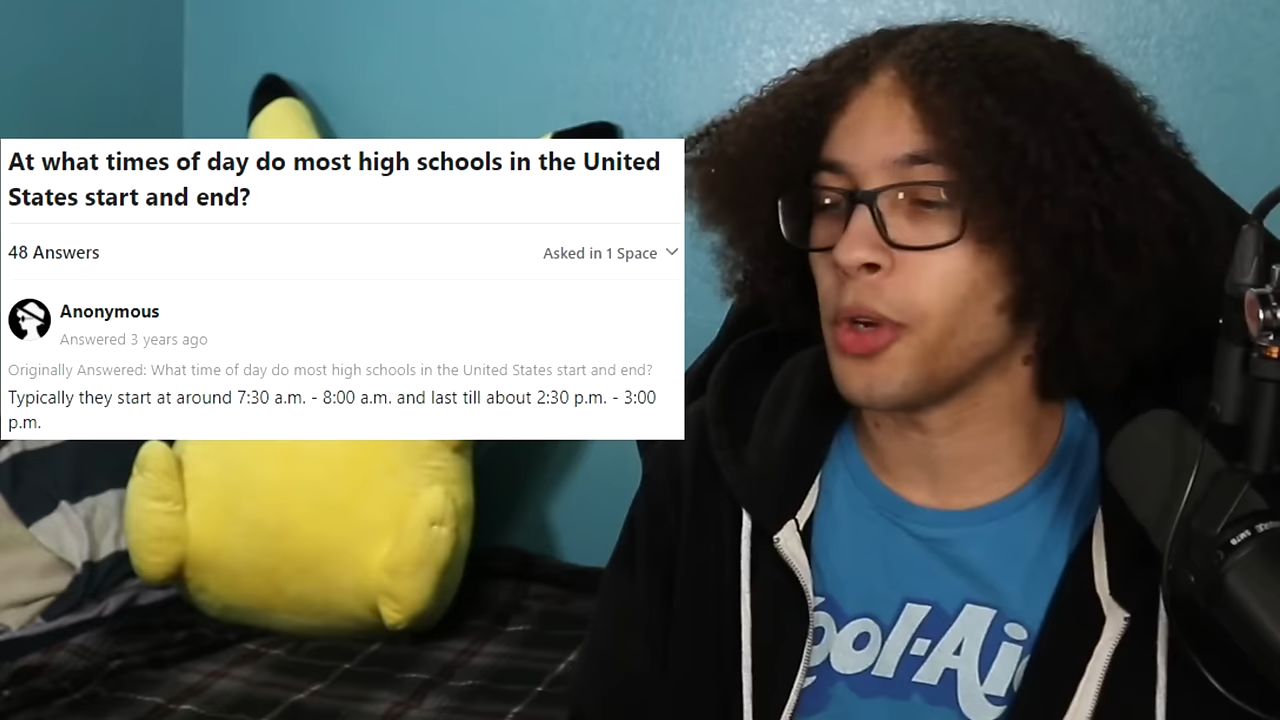 At what times of day do most high schools in the United
States start and end?
48 Answers
Asked in 1 Space
Anonymous
Answered 3 years ago
Originally Answered: What time of day do most high schools in the United States start and end?
Typically they start at around 7:30 a.m. - 8:00 a.m. and last till about 2:30 p.m. - 3:00
p.m.
ool-Ai
SM7B